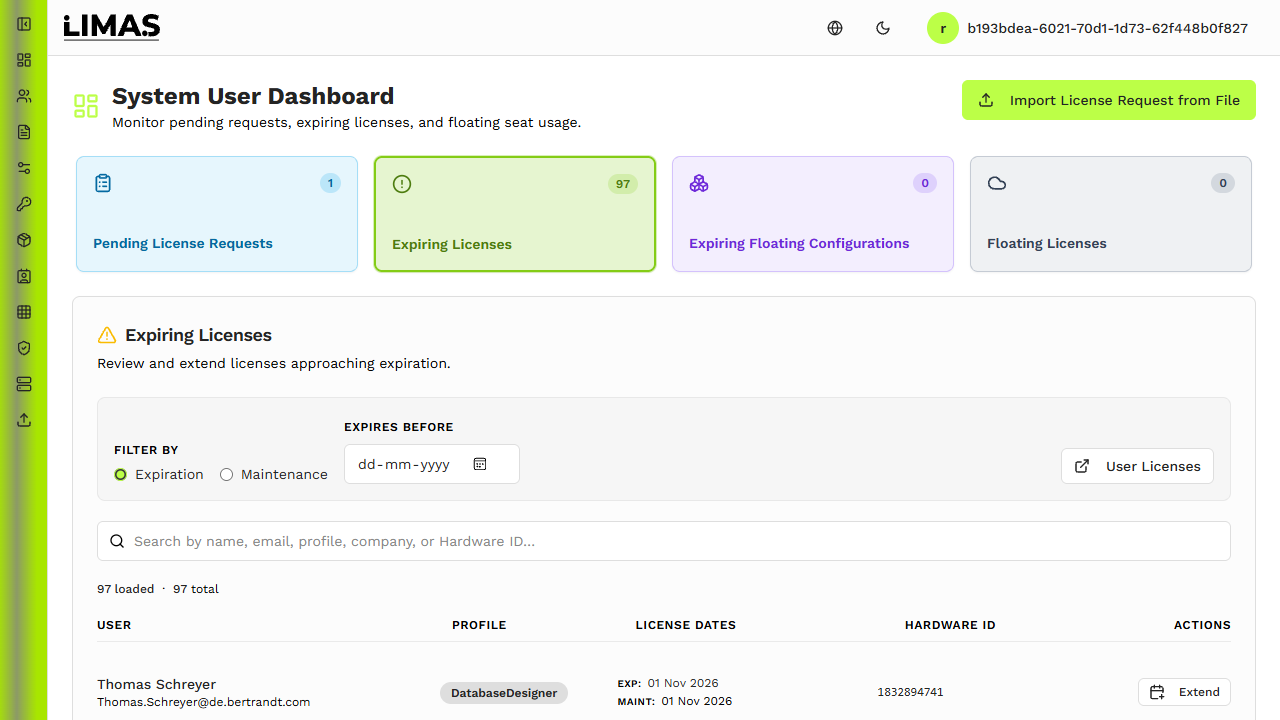 LIMAS
r
b193bdea-6021-70d1-1d73-62f448b0f827
System User Dashboard
Monitor pending requests, expiring licenses, and floating seat usage.
Import License Request from File
1
Pending License Requests
97
Expiring Licenses
0
Expiring Floating Configurations
0
Floating Licenses
Expiring Licenses
Review and extend licenses approaching expiration.
FILTER BY
Expiration
Maintenance
EXPIRES BEFORE
dd-mm-yyyy
User Licenses
Search by name, email, profile, company, or Hardware ID...
97 loaded · 97 total
USER PROFILE LICENSE DATES HARDWARE ID ACTIONS
Thomas Schreyer
Thomas.Schreyer@de.bertrandt.com
DatabaseDesigner
EXP: 01 Nov 2026
MAINT: 01 Nov 2026
1832894741
Extend